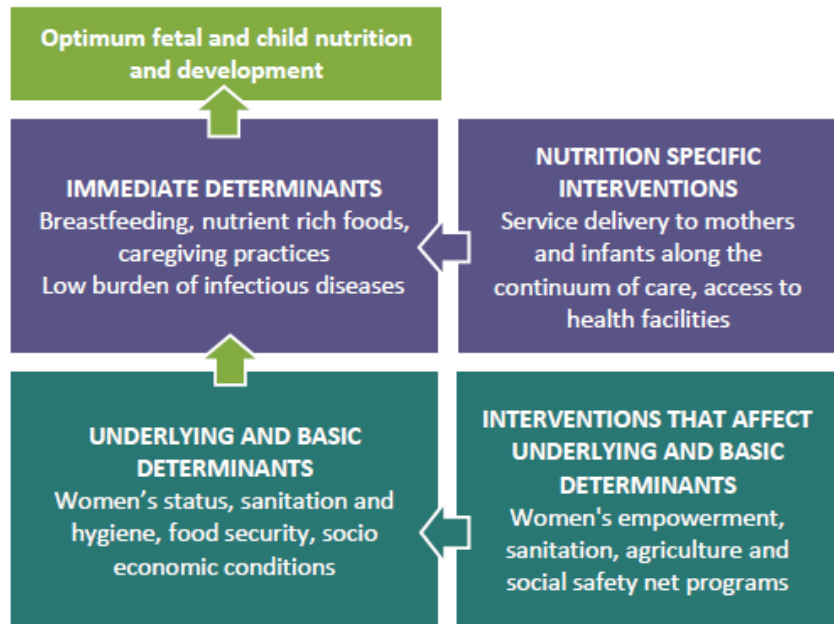 Optimum fetal and child nutrition
and development
IMMEDIATE DETERMINANTS
Breastfeeding, nutrient rich foods,
caregiving practices
Low burden of infectious diseases
NUTRITION SPECIFIC
INTERVENTIONS
Service delivery to mothers
and infants along the
continuum of care, access to
health facilities
UNDERLYING AND BASIC
DETERMINANTS
Women’s status, sanitation and
hygiene, food security, socio
economic conditions
INTERVENTIONS THAT AFFECT
UNDERLYING AND BASIC
DETERMINANTS
Women's empowerment,
sanitation, agriculture and
social safety net programs